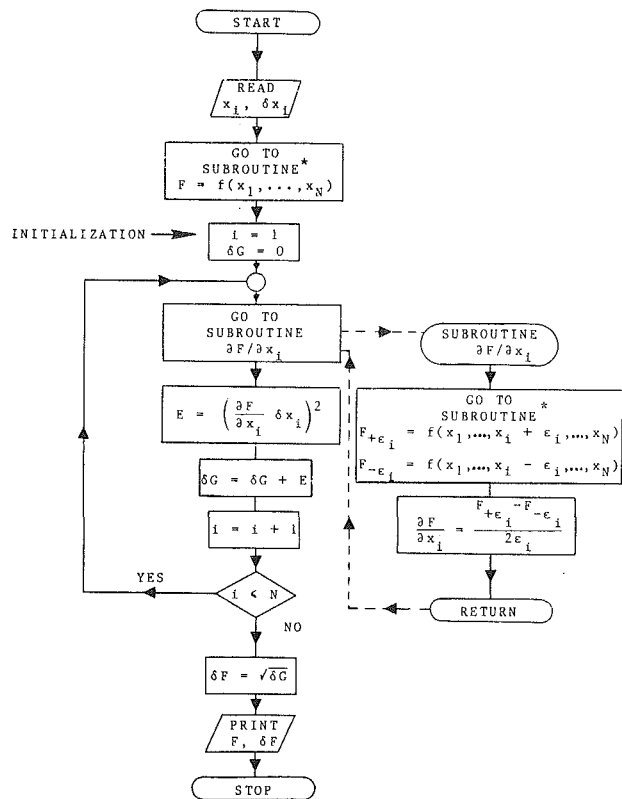 START
READ
x_i, δx_i
GO TO
SUBROUTINE*
F = f(x_1,...,x_N)
INITIALIZATION
i = 1
δG = 0
GO TO
SUBROUTINE
∂F/∂x_i
SUBROUTINE
∂F/∂x_i
GO TO
SUBROUTINE*
F_{+ε_i} = f(x_1,...,x_i + ε_i,...,x_N)
F_{-ε_i} = f(x_1,...,x_i - ε_i,...,x_N)
E = (∂F/∂x_i δx_i)^2
δG = δG + E
∂F/∂x_i = (F_{+ε_i} - F_{-ε_i})/2ε_i
i = i + 1
YES
i < N
RETURN
NO
δF = √δG
PRINT
F, δF
STOP